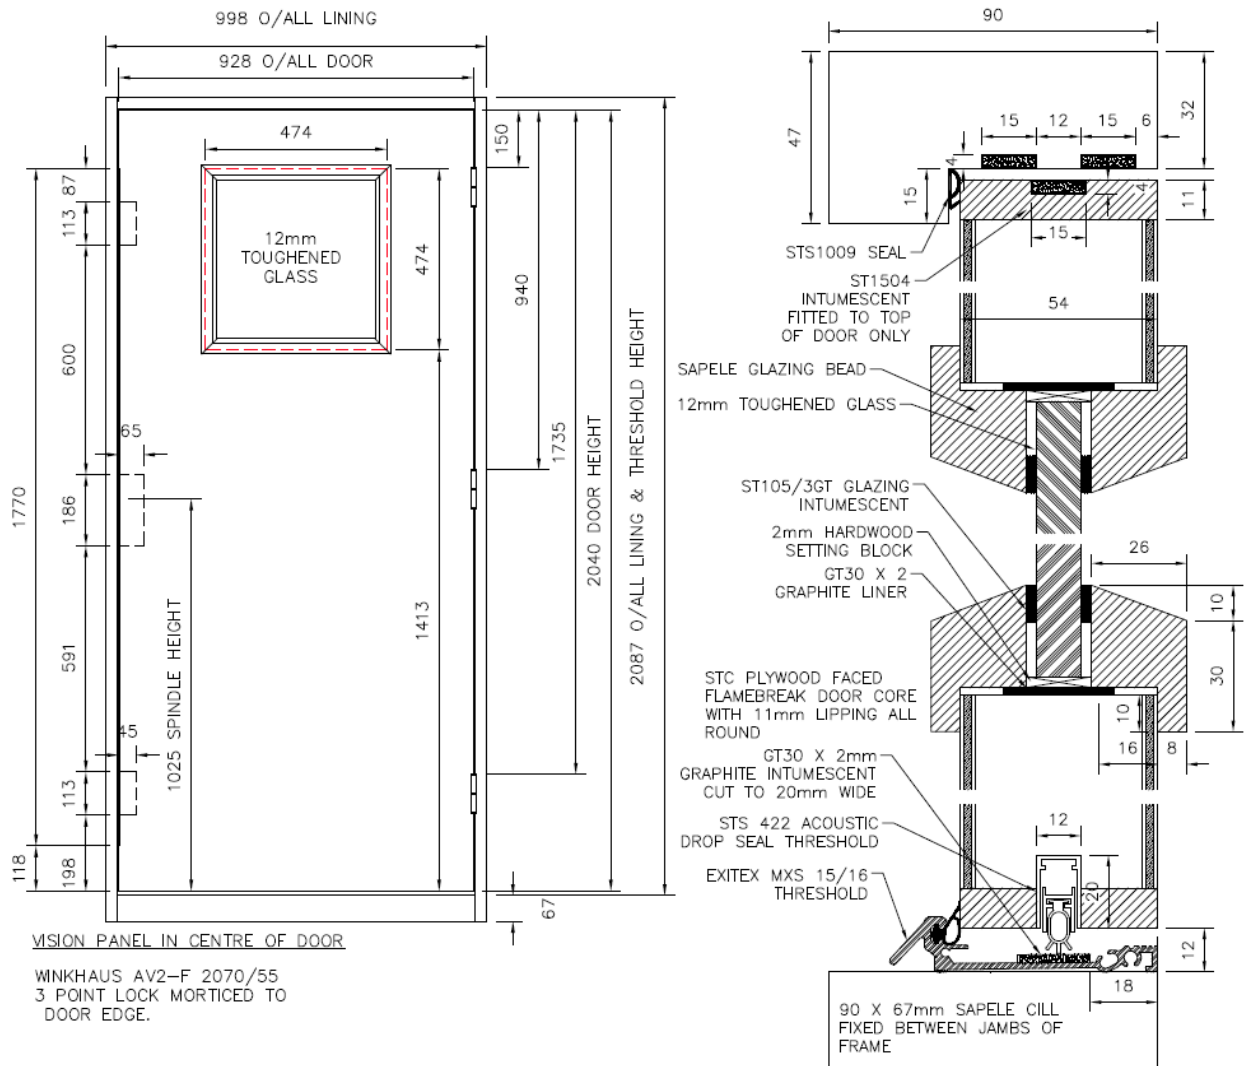 998 O/ALL LINING
928 O/ALL DOOR
474
150
87
113
12mm
TOUGHENED
GLASS
474
940
600
65
1770
186
1735
2040 DOOR HEIGHT
2087 O/ALL LINING & THRESHOLD HEIGHT
591
1025 SPINDLE HEIGHT
1413
45
113
118
198
67
VISION PANEL IN CENTRE OF DOOR
WINKHAUS AV2-F 2070/55
3 POINT LOCK MORTICED TO
DOOR EDGE.
90
47
32
15
12
15
6
4
4
15
11
15
STS1009 SEAL
ST1504
INTUMESCENT
FITTED TO TOP
OF DOOR ONLY
54
SAPELE GLAZING BEAD
12mm TOUGHENED GLASS
ST105/3GT GLAZING
INTUMESCENT
2mm HARDWOOD
SETTING BLOCK
GT30 X 2
GRAPHITE LINER
26
10
30
STC PLYWOOD FACED
FLAMEBREAK DOOR CORE
WITH 11mm LIPPING ALL
ROUND
10
16
8
GT30 X 2mm
GRAPHITE INTUMESCENT
CUT TO 20mm WIDE
STS 422 ACOUSTIC
DROP SEAL THRESHOLD
12
20
EXITEX MXS 15/16
THRESHOLD
12
18
90 X 67mm SAPELE CILL
FIXED BETWEEN JAMBS OF
FRAME